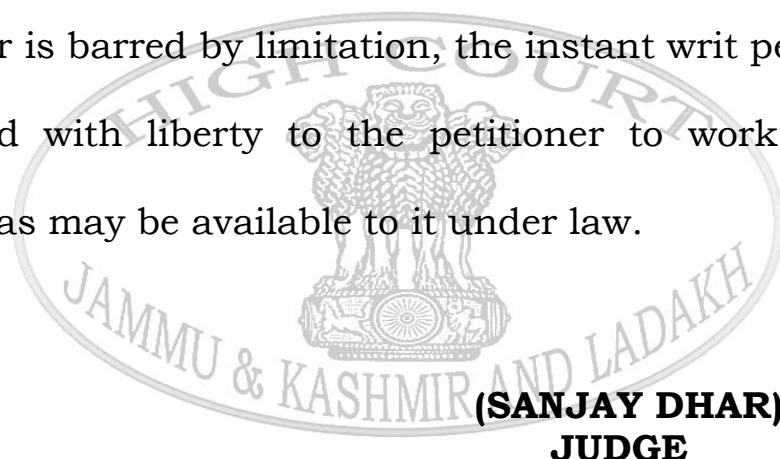 r is barred by limitation, the instant writ pe
d with liberty to the petitioner to work
as may be available to it under law.
HIGH COURT
JAMMU & KASHMIR AND LADAKH
(SANJAY DHAR)
JUDGE